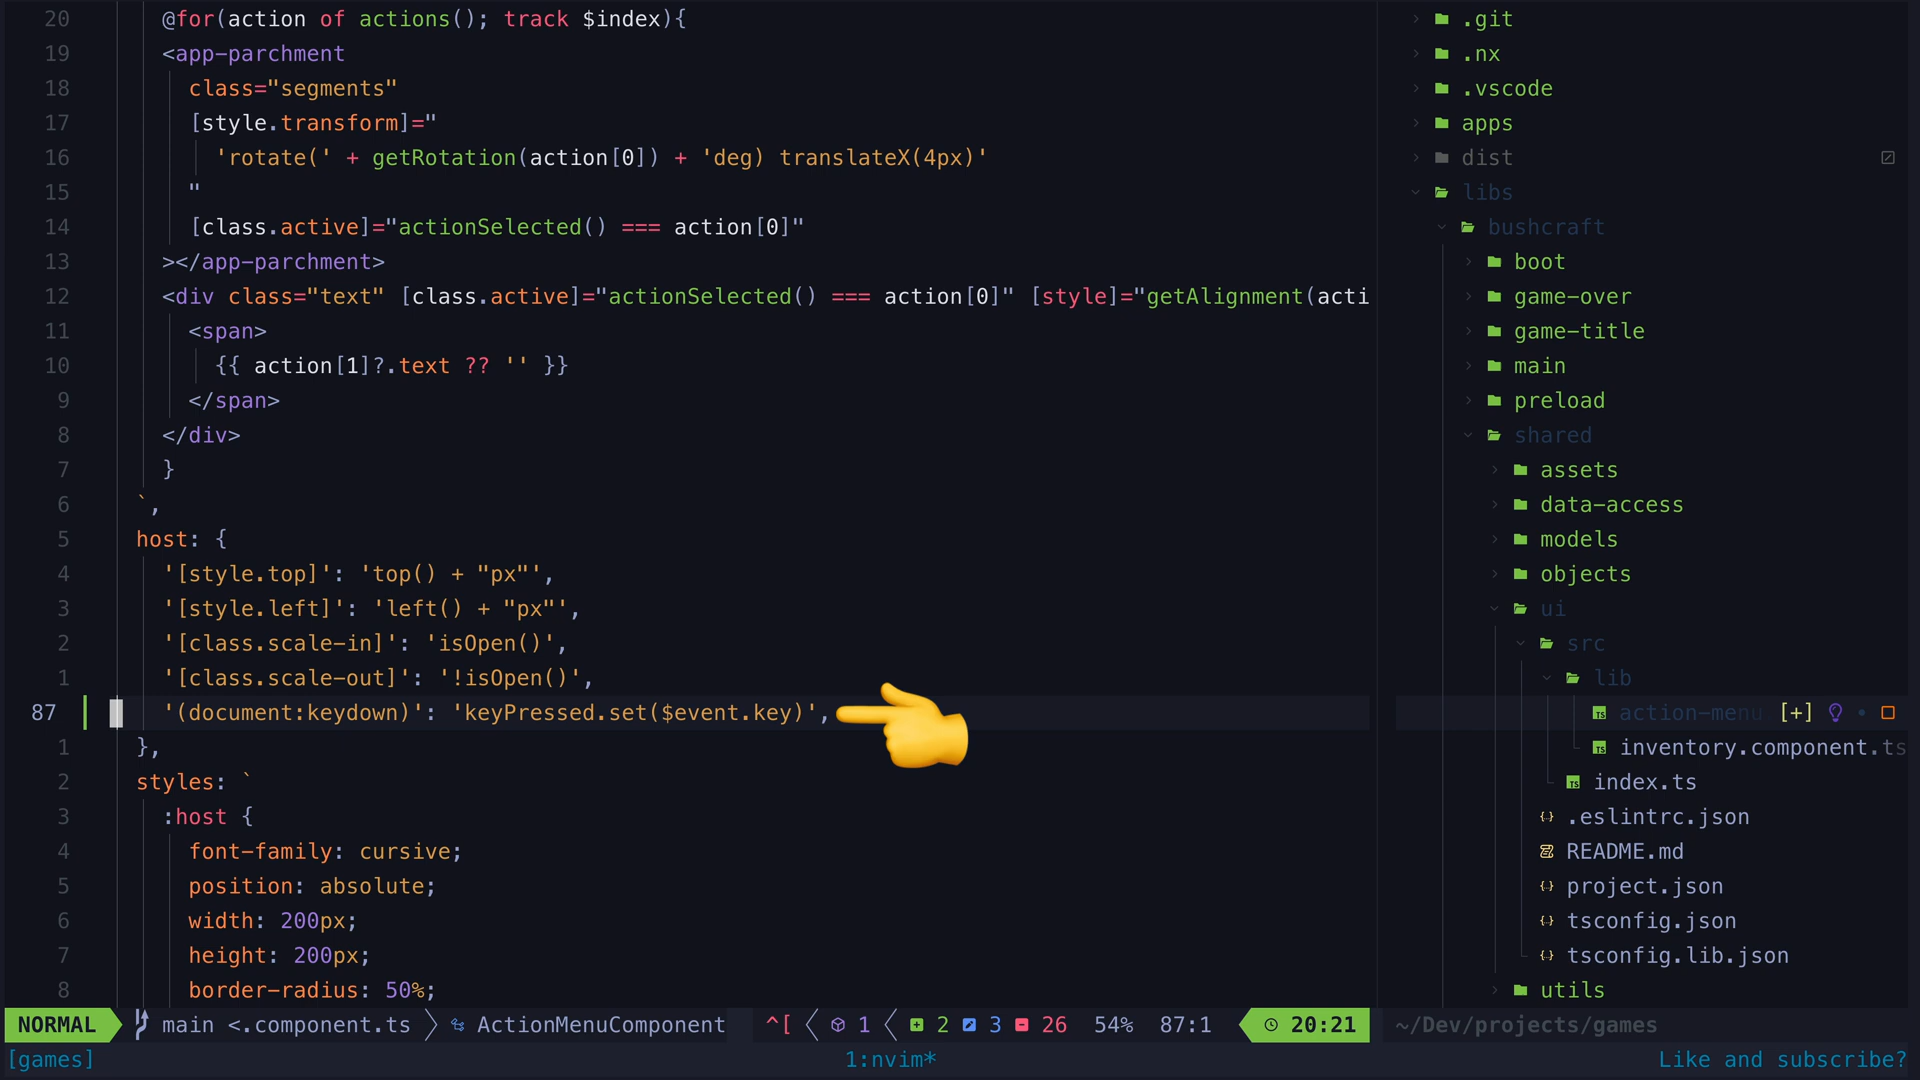 20 @for(action of actions(); track $index){
19 <app-parchment
18 class="segments"
17 [style.transform]="
16 'rotate(' + getRotation(action[0]) + 'deg) translateX(4px)'
15 "
14 [class.active]="actionSelected() === action[0]"
13 ></app-parchment>
12 <div class="text" [class.active]="actionSelected() === action[0]" [style]="getAlignment(acti
11 <span>
10 {{ action[1]?.text ?? '' }}
9 </span>
8 </div>
7 }
6 `,
5 host: {
4 '[style.top]': 'top() + "px"',
3 '[style.left]': 'left() + "px"',
2 '[class.scale-in]': 'isOpen()',
1 '[class.scale-out]': '!isOpen()',
87 '(document:keydown)': 'keyPressed.set($event.key)',
1 },
2 styles: `
3 :host {
4 font-family: cursive;
5 position: absolute;
6 width: 200px;
7 height: 200px;
8 border-radius: 50%;
NORMAL main <.component.ts ActionMenuComponent ^[ 1 2 3 26 54% 87:1 20:21
[games] 1:nvim* Like and subscribe?
.git
.nx
.vscode
apps
dist
libs
bushcraft
boot
game-over
game-title
main
preload
shared
assets
data-access
models
objects
ui
src
lib
action-menu [+]
inventory.component.ts
index.ts
.eslintrc.json
README.md
project.json
tsconfig.json
tsconfig.lib.json
utils
~/Dev/projects/games